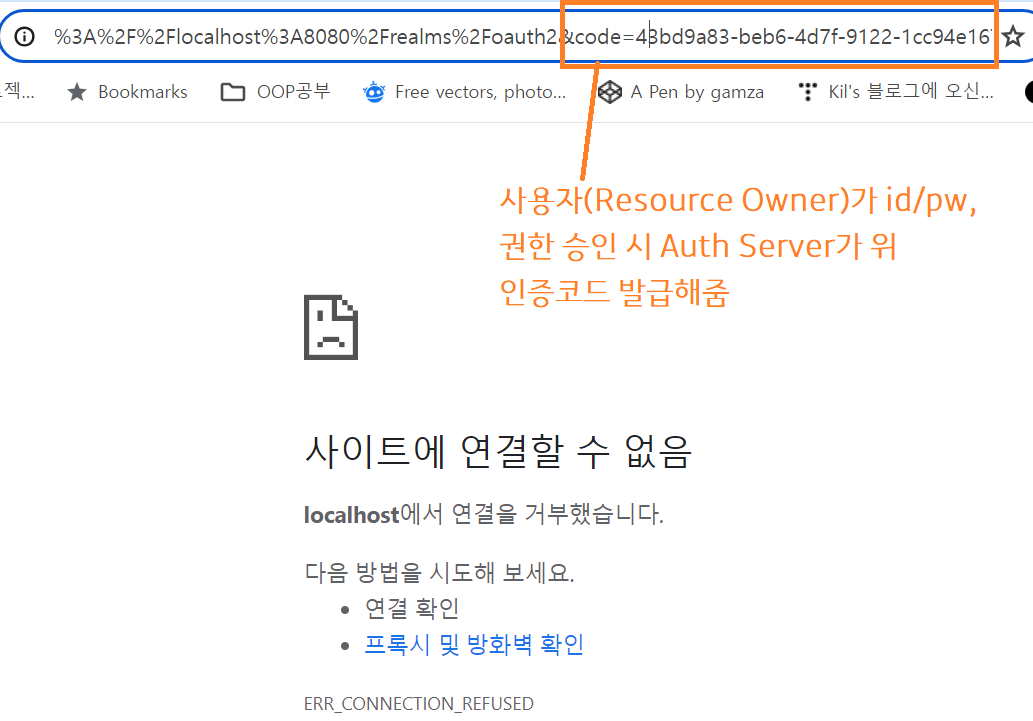 %3A%2F%2Flocalhost%3A8080%2Frealms%2Foauth2 &code=43bd9a83-beb6-4d7f-9122-1cc94e16
젝... Bookmarks OOP공부 Free vectors, photo... A Pen by gamza Kil's 블로그에 오신...
사용자(Resource Owner)가 id/pw,
권한 승인 시 Auth Server가 위
인증코드 발급해줌
사이트에 연결할 수 없음
localhost에서 연결을 거부했습니다.
다음 방법을 시도해 보세요.
연결 확인
프록시 및 방화벽 확인
ERR_CONNECTION_REFUSED